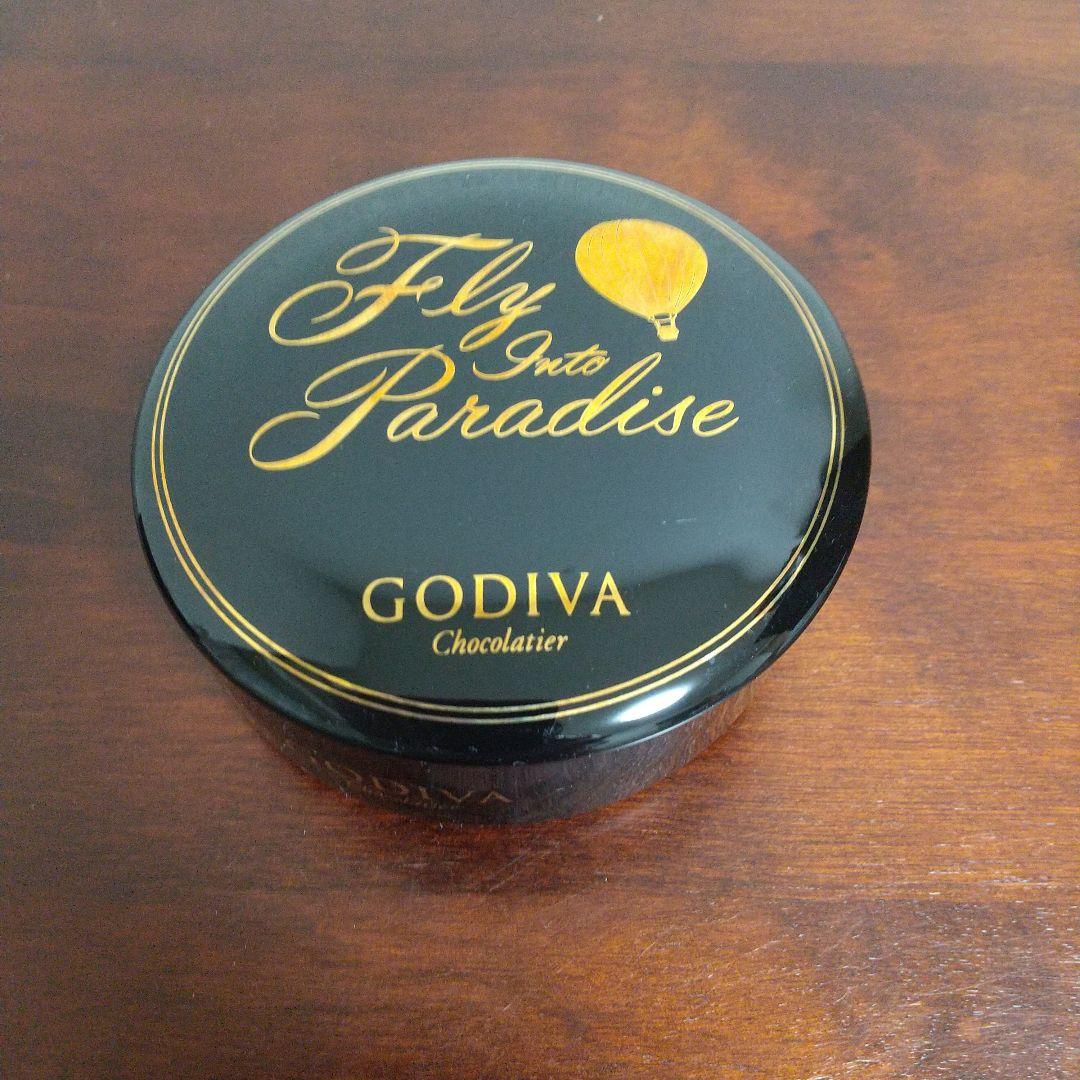 Fly
Into
Paradise
GODIVA
Chocolatier
GODIVA